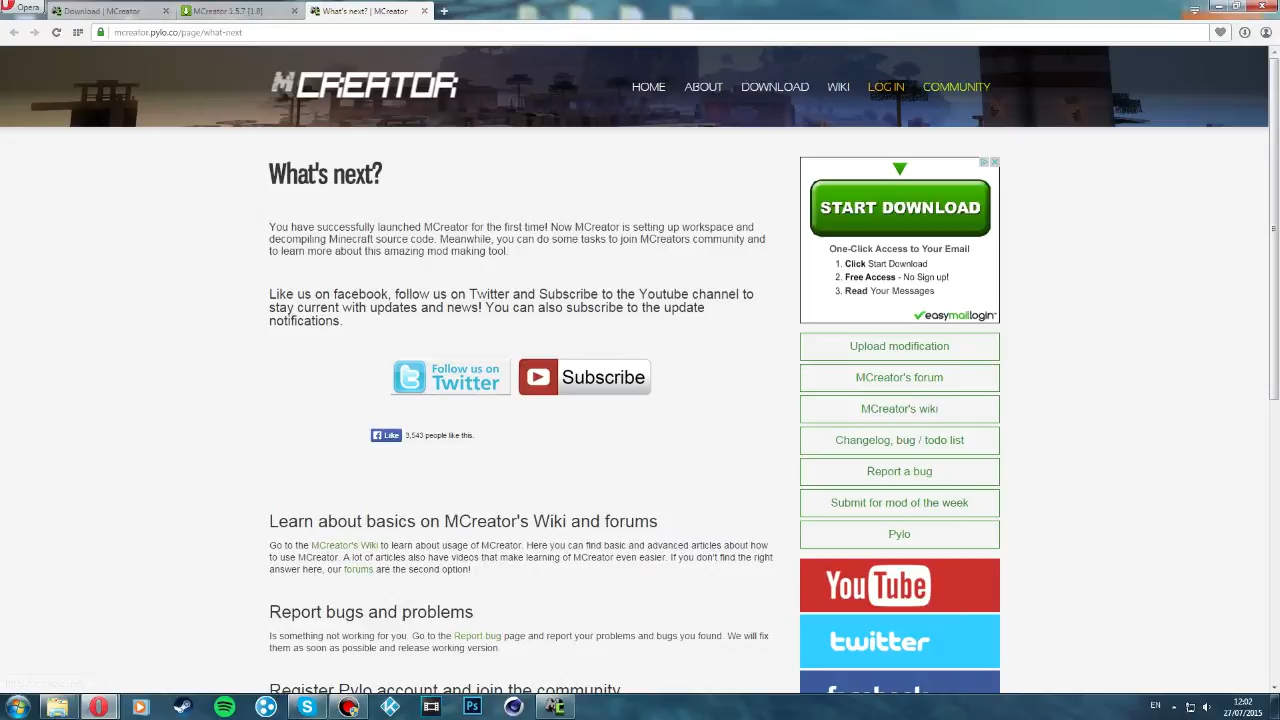 Opera
Download | MCreator
MCreator 1.5.7 [1.8]
What's next? | MCreator
mcreator.pylo.co/page/what-next
MCREATOR
HOME ABOUT DOWNLOAD WIKI LOG IN COMMUNITY
What's next?
You have successfully launched MCreator for the first time! Now MCreator is setting up workspace and
decompiling Minecraft source code. Meanwhile, you can do some tasks to join MCreators community and
to learn more about this amazing mod making tool.
Like us on facebook, follow us on Twitter and Subscribe to the Youtube channel to
stay current with updates and news! You can also subscribe to the update
notifications.
Follow us on
Twitter
Subscribe
Like 3,543 people like this.
Learn about basics on MCreator's Wiki and forums
Go to the MCreator's Wiki to learn about usage of MCreator. Here you can find basic and advanced articles about how
to use MCreator. A lot of articles also have videos that make learning of MCreator even easier. If you don't find the right
answer here, our forums are the second option!
Report bugs and problems
Is something not working for you. Go to the Report bug page and report your problems and bugs you found. We will fix
them as soon as possible and release working version.
Register Pylo account and join the community
START DOWNLOAD
One-Click Access to Your Email
1. Click Start Download
2. Free Access - No Sign up!
3. Read Your Messages
easymaillogin™
Upload modification
MCreator's forum
MCreator's wiki
Changelog, bug / todo list
Report a bug
Submit for mod of the week
Pylo
YouTube
twitter
facebook
Ps
EN
12:02
27/07/2015